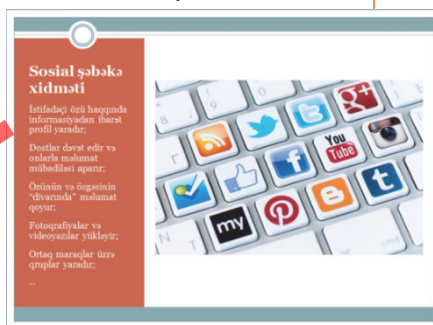 Sosial şəbəkə
xidməti
İstifadəçi özü haqqında
informasiyadan ibarət
profil yaradır;
Dostlar dəvət edir və
onlarla məlumat
mübadiləsi aparır;
Özünün və özgəsinin
"divarında" məlumat
qoyur;
Fotoqrafiyalar və
videoyazılar yükləyir;
Ortaq maraqlar üzrə
qruplar yaradır;
...
g+
You
Tube
f
t
my